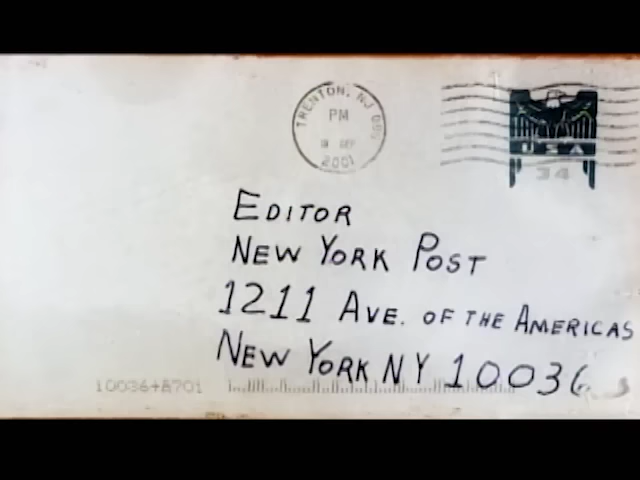 TRENTON, NJ
PM
18 SEP
2001
USA
34
EDITOR
NEW YORK POST
1211 AVE. OF THE AMERICAS
NEW YORK NY 10036
10036+8701